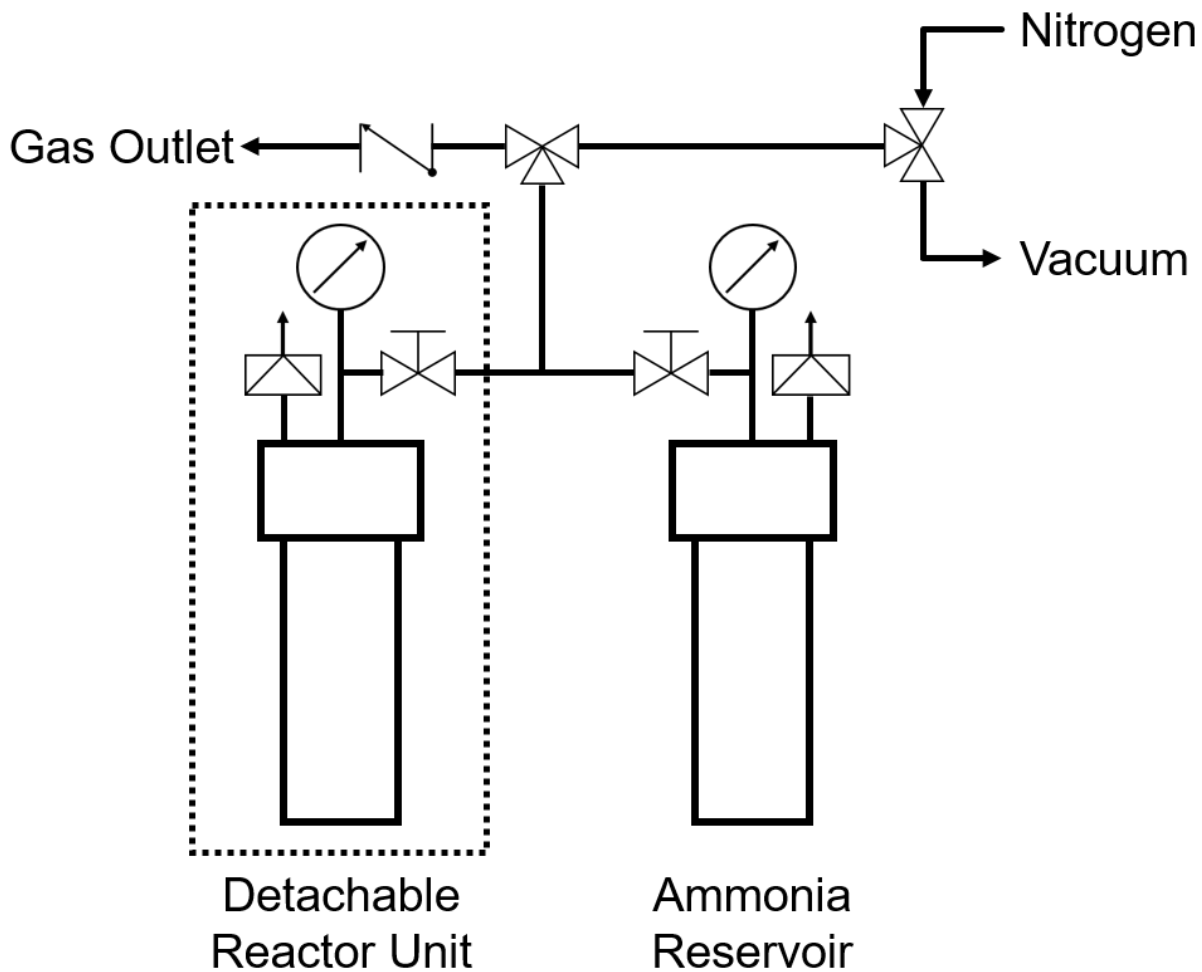 Nitrogen
Gas Outlet
Vacuum
Detachable
Reactor Unit
Ammonia
Reservoir